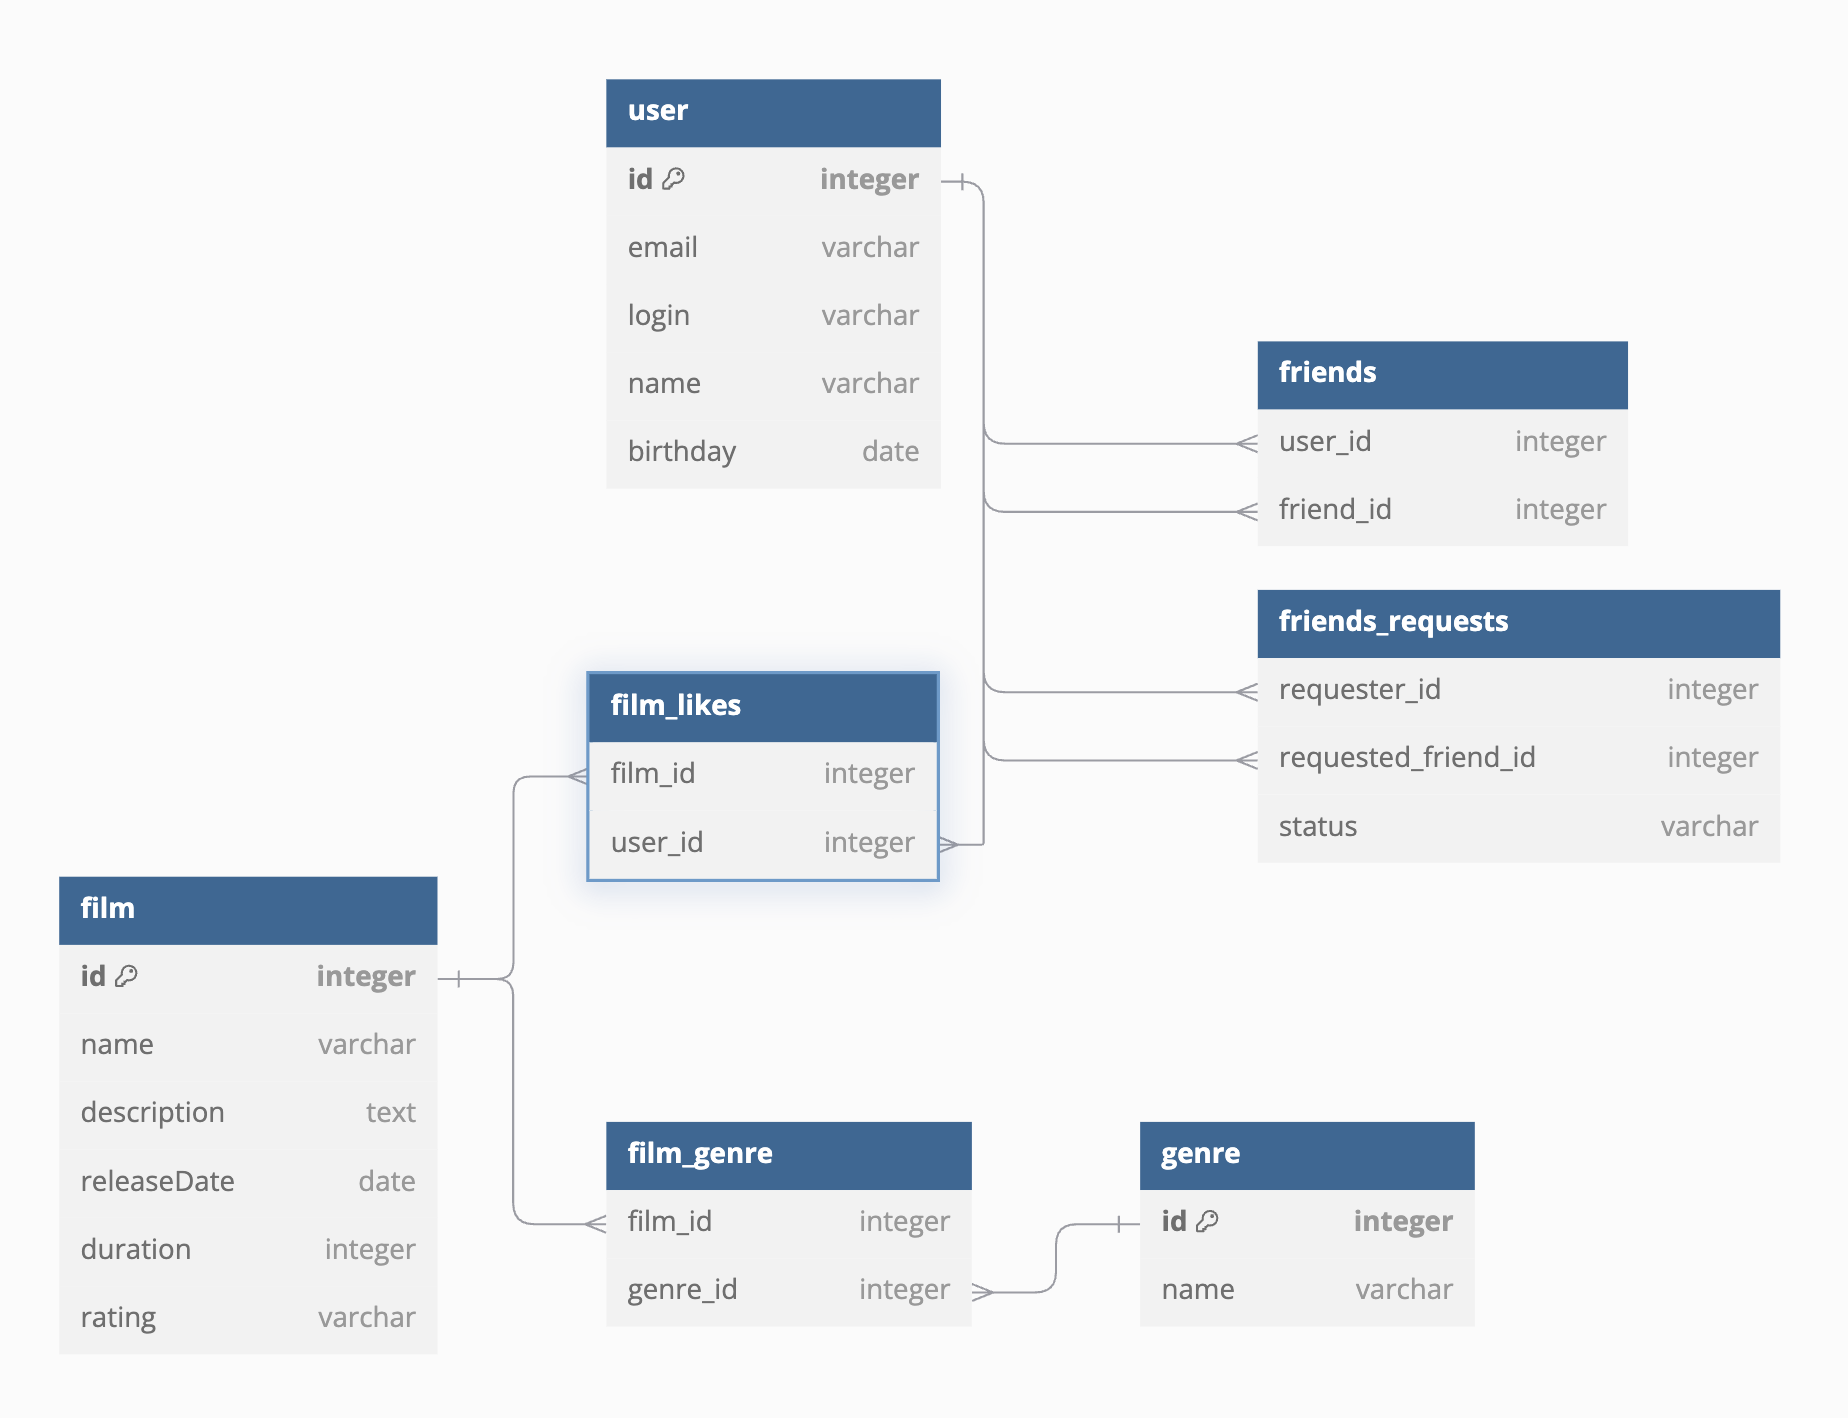 user
id integer
email varchar
login varchar
name varchar
birthday date
friends
user_id integer
friend_id integer
friends_requests
requester_id integer
requested_friend_id integer
status varchar
film_likes
film_id integer
user_id integer
film
id integer
name varchar
description text
releaseDate date
duration integer
rating varchar
film_genre
film_id integer
genre_id integer
genre
id integer
name varchar